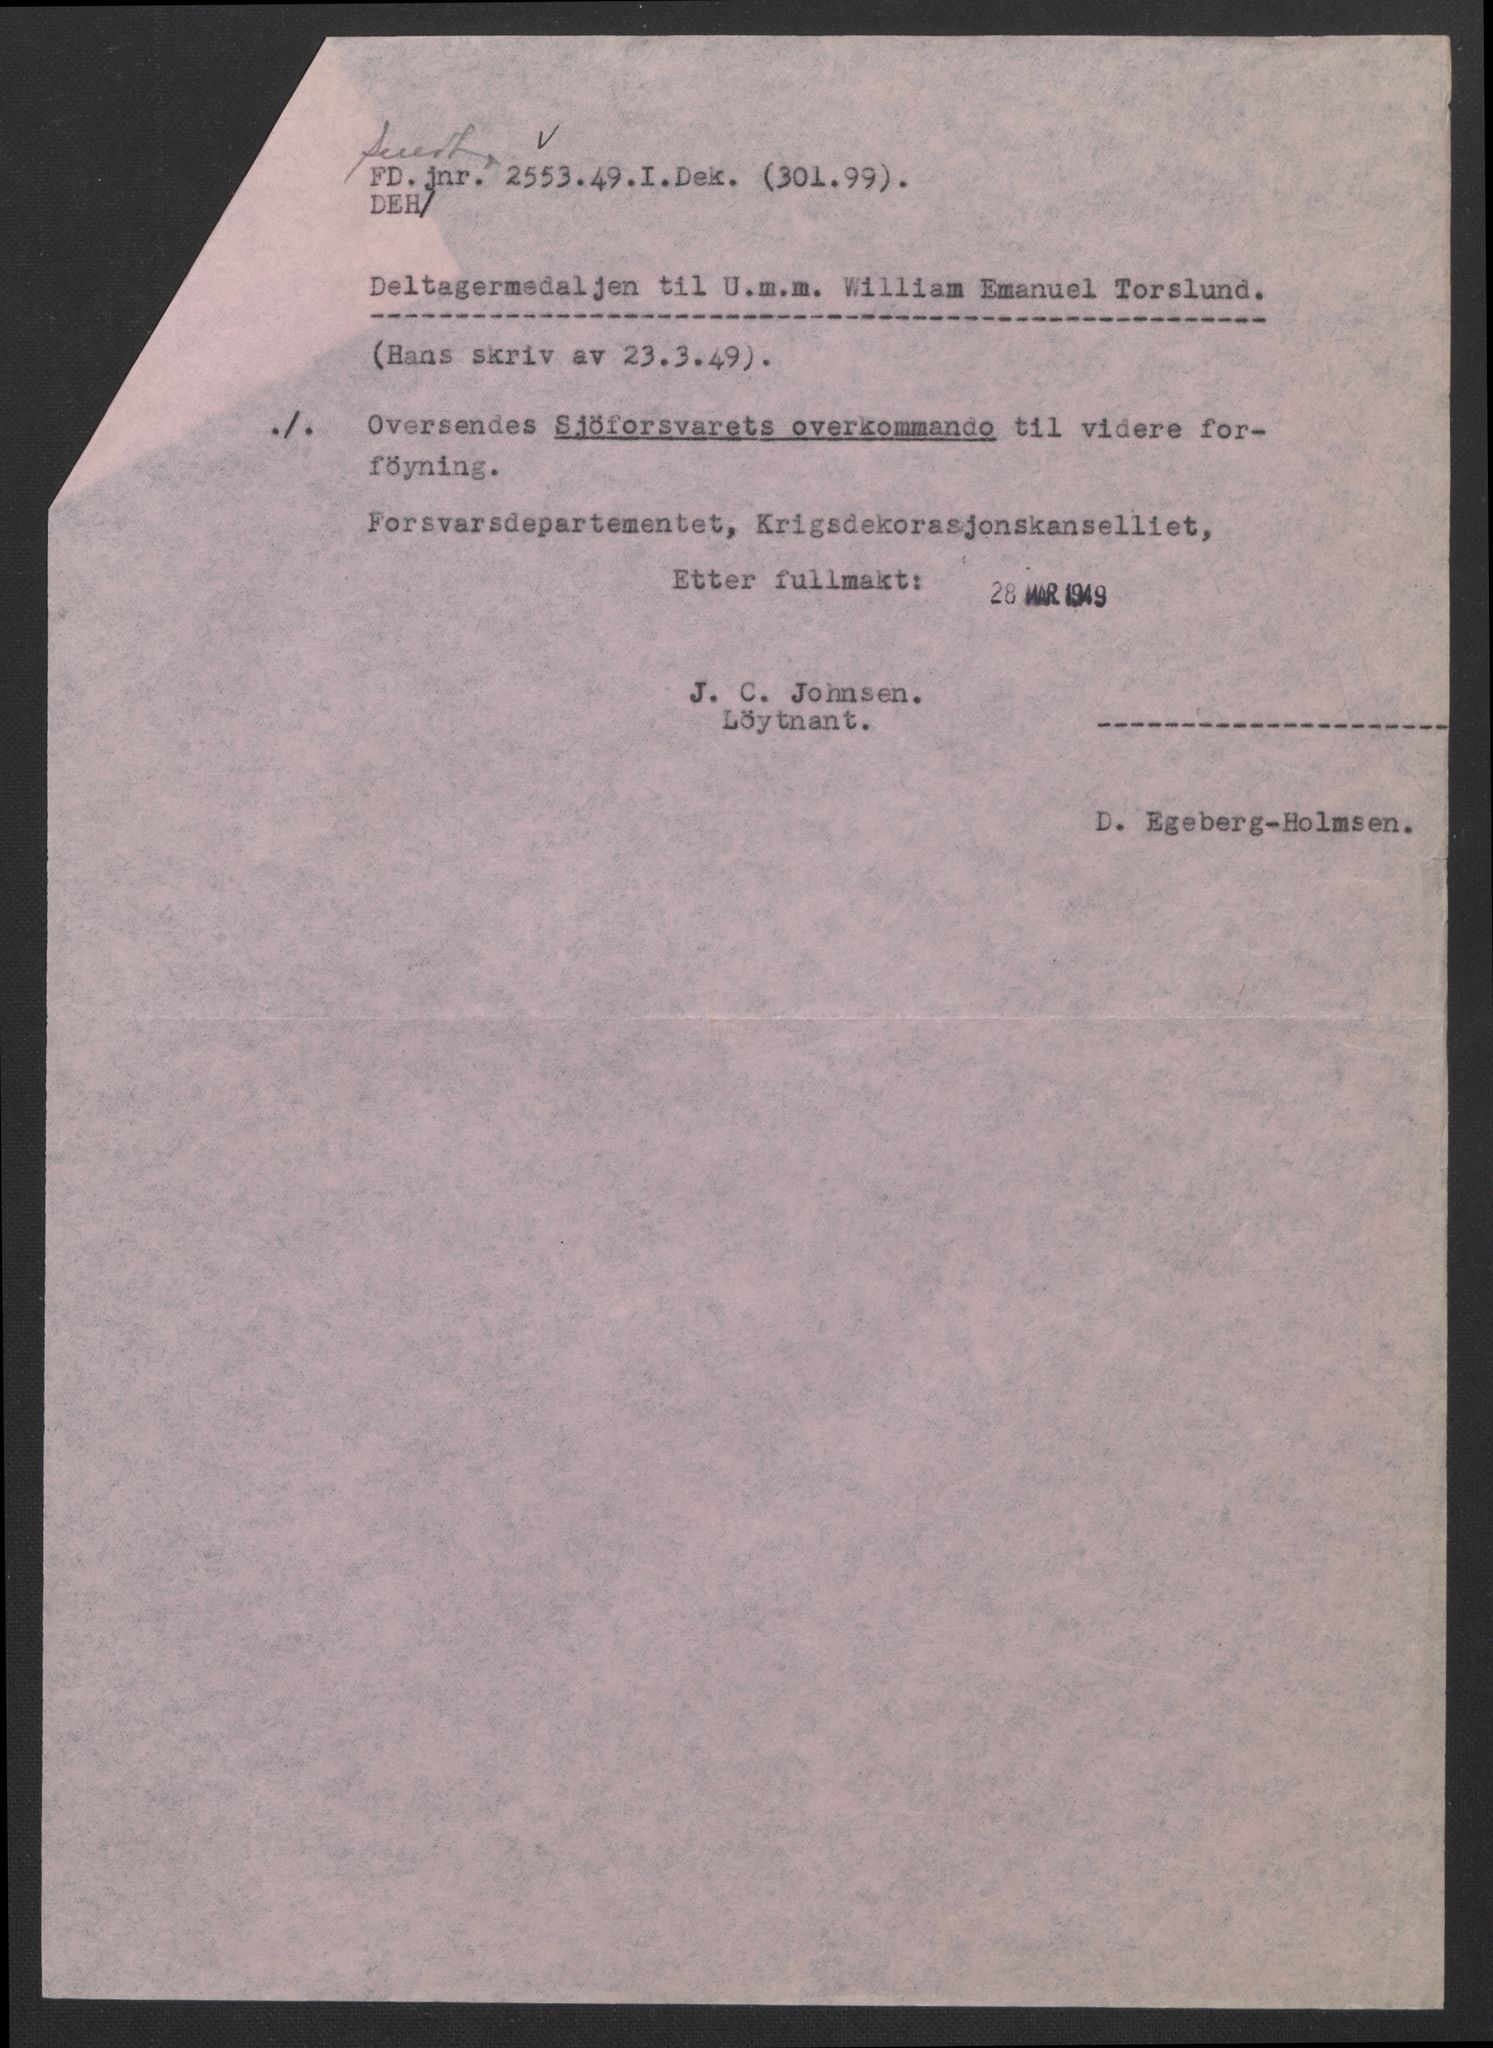 FD. jnr. 2553.49.I.Dek. (301.99).
DEH/
Deltagermedaljen til U.m.m. William Emanuel Torslund.
(Hans skriv av 23.3.49).
./. Oversendes Sjöforsvarets overkommando til videre for-
föyning.
Forsvarsdepartementet, Krigsdekorasjonskanselliet,
Etter fullmakt: 28 MAR 1949
J. C. Johnsen.
Löytnant.
D. Egeberg-Holmsen.